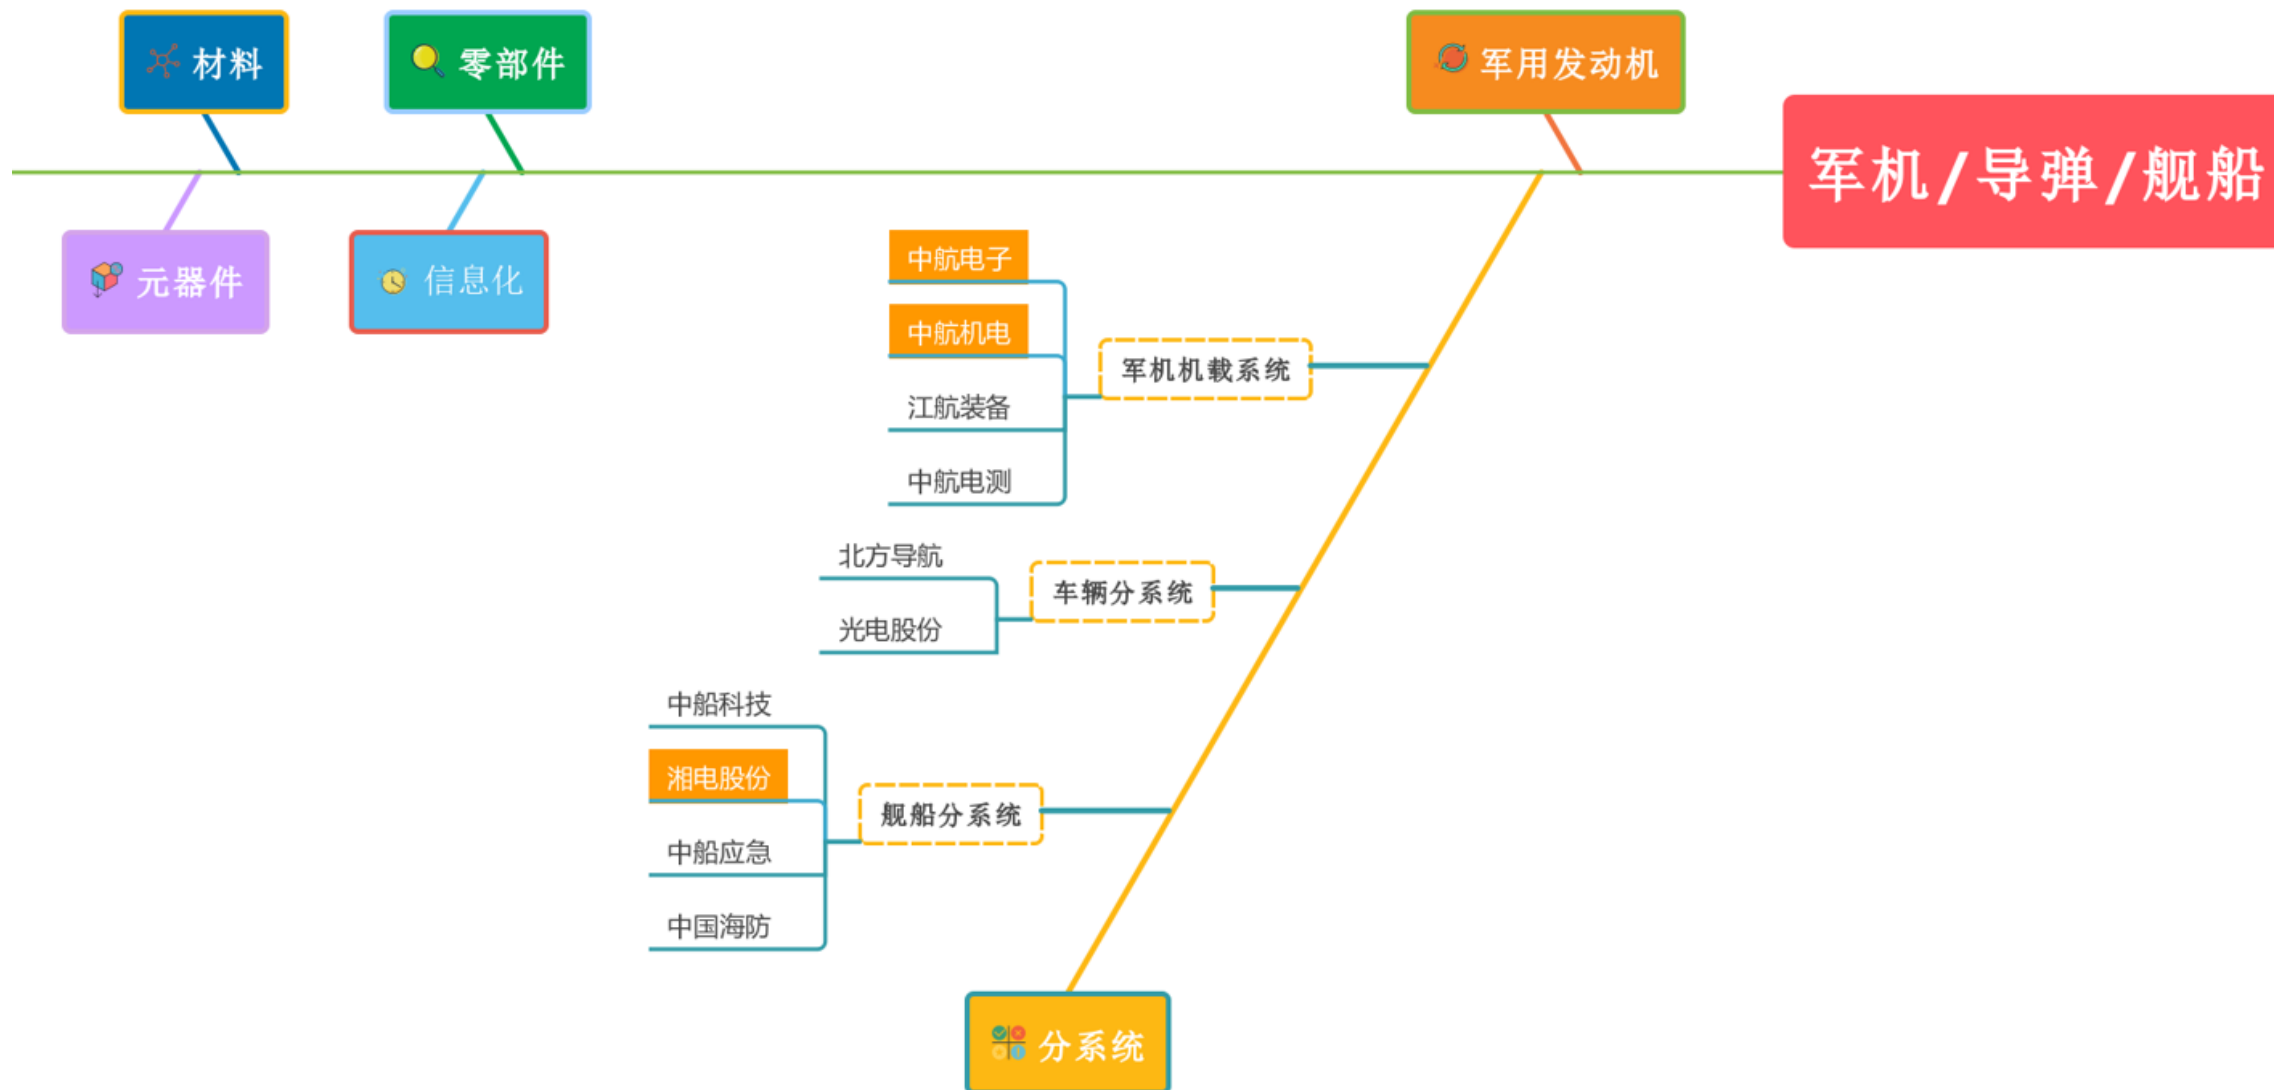 材料
零部件
军用发动机
军机/导弹/舰船
元器件
信息化
中航电子
中航机电
江航装备
中航电测
军机机载系统
北方导航
光电股份
车辆分系统
中船科技
湘电股份
中船应急
中国海防
舰船分系统
分系统